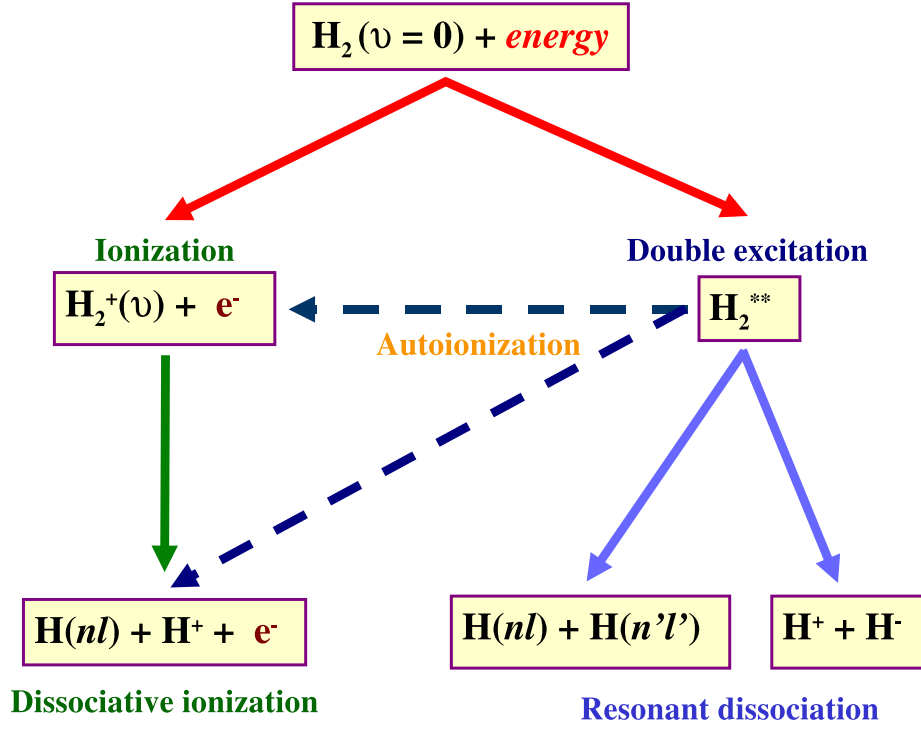 H₂ (υ = 0) + energy
Ionization
Double excitation
H₂⁺(υ) + e⁻
H₂**
Autoionization
H(nl) + H⁺ + e⁻
H(nl) + H(n’l’)
H⁺ + H⁻
Dissociative ionization
Resonant dissociation